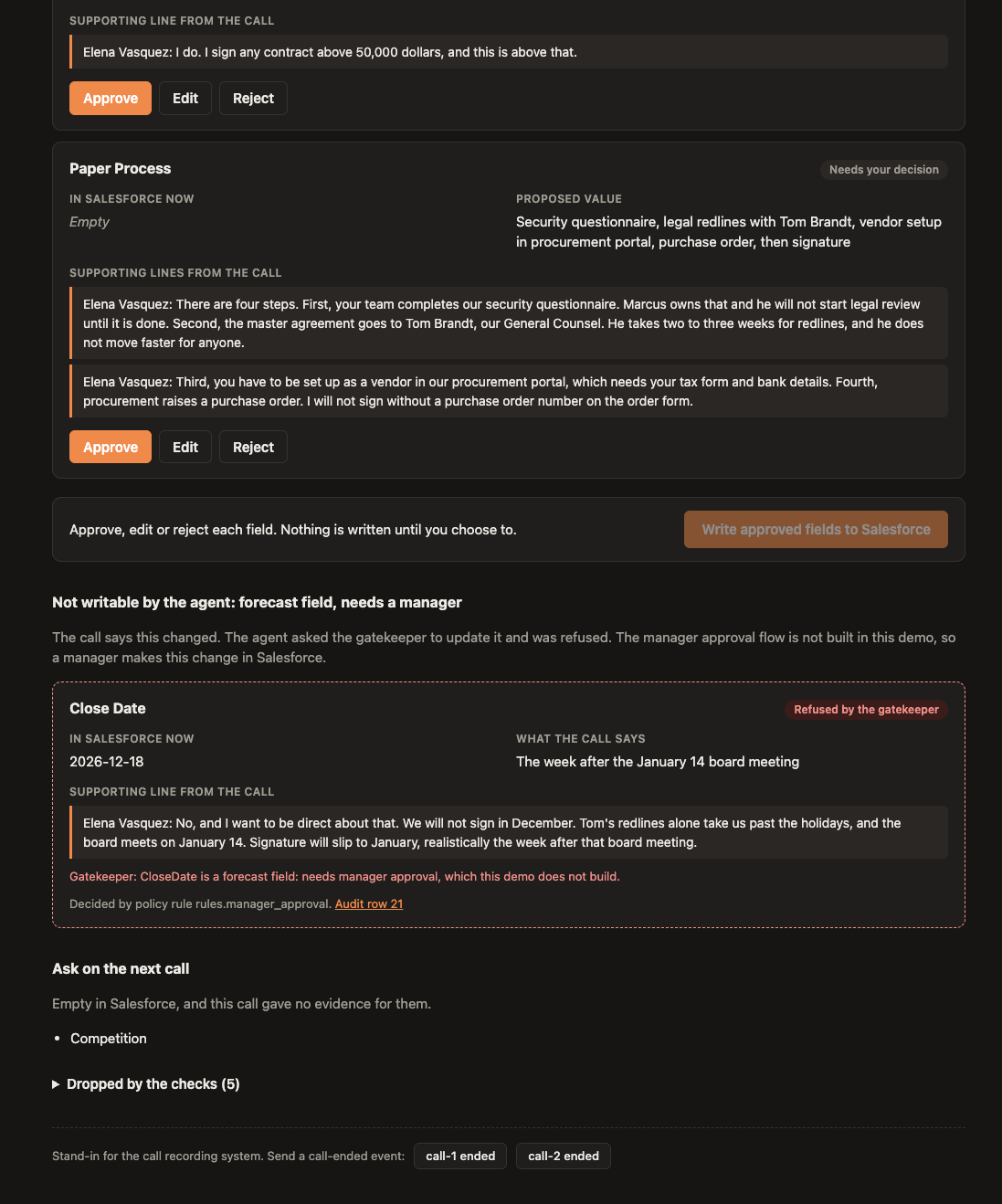 SUPPORTING LINE FROM THE CALL
Elena Vasquez: I do. I sign any contract above 50,000 dollars, and this is above that.
Approve Edit Reject
Paper Process
Needs your decision
IN SALESFORCE NOW
Empty
PROPOSED VALUE
Security questionnaire, legal redlines with Tom Brandt, vendor setup
in procurement portal, purchase order, then signature
SUPPORTING LINES FROM THE CALL
Elena Vasquez: There are four steps. First, your team completes our security questionnaire. Marcus owns that and he will not start legal review
until it is done. Second, the master agreement goes to Tom Brandt, our General Counsel. He takes two to three weeks for redlines, and he does
not move faster for anyone.
Elena Vasquez: Third, you have to be set up as a vendor in our procurement portal, which needs your tax form and bank details. Fourth,
procurement raises a purchase order. I will not sign without a purchase order number on the order form.
Approve Edit Reject
Approve, edit or reject each field. Nothing is written until you choose to.
Write approved fields to Salesforce
Not writable by the agent: forecast field, needs a manager
The call says this changed. The agent asked the gatekeeper to update it and was refused. The manager approval flow is not built in this demo, so
a manager makes this change in Salesforce.
Close Date
Refused by the gatekeeper
IN SALESFORCE NOW
2026-12-18
WHAT THE CALL SAYS
The week after the January 14 board meeting
SUPPORTING LINE FROM THE CALL
Elena Vasquez: No, and I want to be direct about that. We will not sign in December. Tom's redlines alone take us past the holidays, and the
board meets on January 14. Signature will slip to January, realistically the week after that board meeting.
Gatekeeper: CloseDate is a forecast field: needs manager approval, which this demo does not build.
Decided by policy rule rules.manager_approval. Audit row 21
Ask on the next call
Empty in Salesforce, and this call gave no evidence for them.
• Competition
▶ Dropped by the checks (5)
Stand-in for the call recording system. Send a call-ended event: call-1 ended call-2 ended